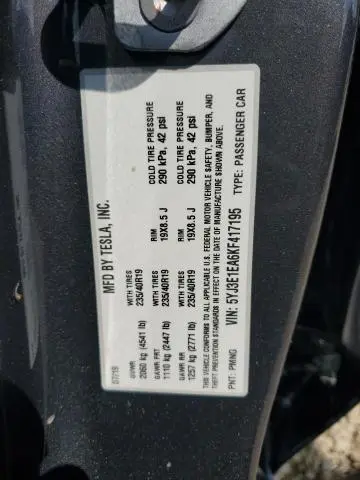 MFD BY TESLA, INC.
07/19
GVWR
2060 kg (4541 lb)
WITH TIRES
235/40R19
RIM
19X8.5 J
COLD TIRE PRESSURE
290 kPa, 42 psi
GAWR FRT
1110 kg (2447 lb)
WITH TIRES
235/40R19
RIM
19X8.5 J
COLD TIRE PRESSURE
290 kPa, 42 psi
GAWR RR
1257 kg (2771 lb)
THIS VEHICLE CONFORMS TO ALL APPLICABLE U.S. FEDERAL MOTOR VEHICLE SAFETY, BUMPER, AND
THEFT PREVENTION STANDARDS IN EFFECT ON THE DATE OF MANUFACTURE SHOWN ABOVE.
VIN: 5YJ3E1EA6KF417195
TYPE: PASSENGER CAR
PNT: PMNG